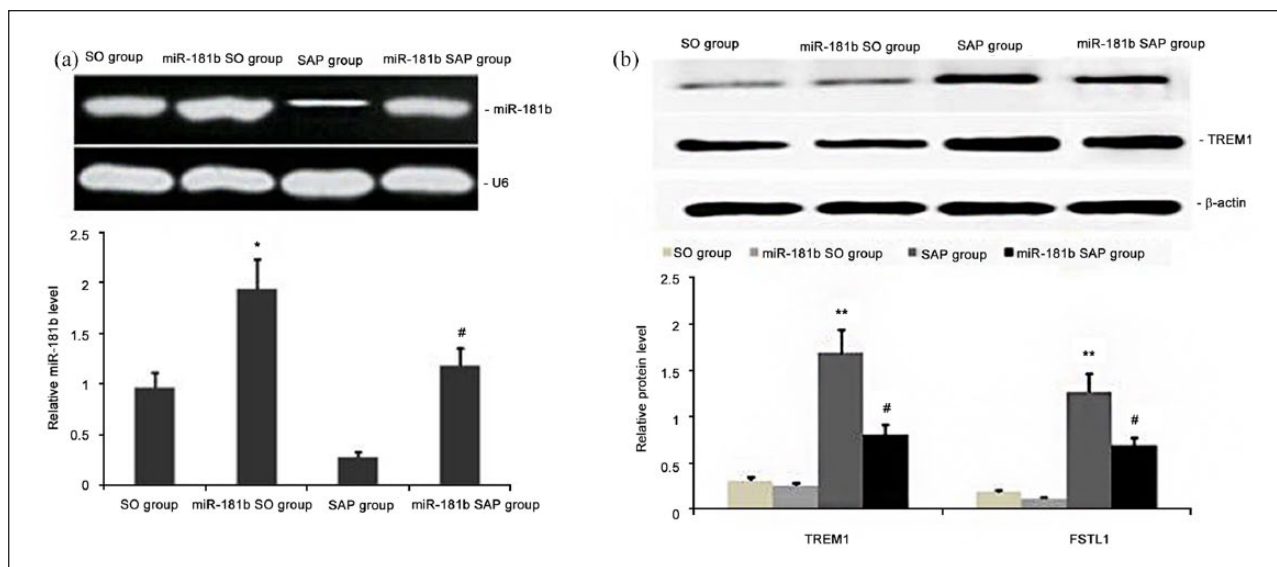 (a)
SO group miR-181b SO group SAP group miR-181b SAP group
- miR-181b
- U6
Relative miR-181b level
2.5
2
1.5
1
0.5
0
*
#
SO group miR-181b SO group SAP group miR-181b SAP group
(b)
SO group miR-181b SO group SAP group miR-181b SAP group
- TREM1
- β-actin
SO group miR-181b SO group SAP group miR-181b SAP group
Relative protein level
2.5
2
1.5
1
0.5
0
**
#
**
#
TREM1 FSTL1